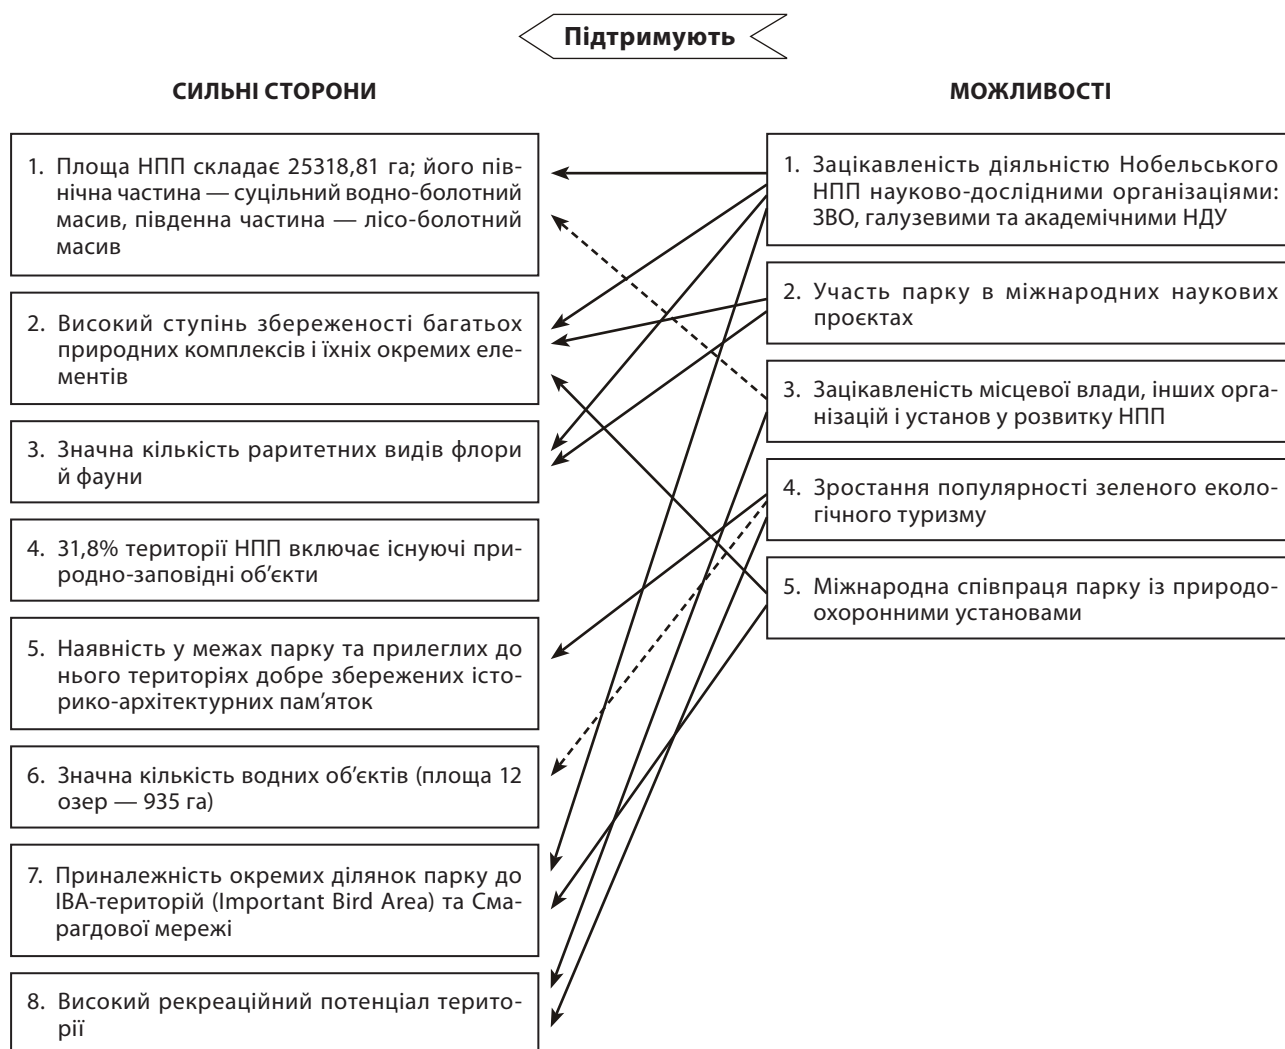 Підтримують
СИЛЬНІ СТОРОНИ
МОЖЛИВОСТІ
1. Площа НПП складає 25318,81 га; його пів-
нічна частина — суцільний водно-болотний
масив, південна частина — лісо-болотний
масив
2. Високий ступінь збереженості багатьох
природних комплексів і їхніх окремих еле-
ментів
3. Значна кількість раритетних видів флори
й фауни
4. 31,8% території НПП включає існуючі при-
родно-заповідні об’єкти
5. Наявність у межах парку та прилеглих до
нього територіях добре збережених істо-
рико-архітектурних пам’яток
6. Значна кількість водних об’єктів (площа 12
озер — 935 га)
7. Приналежність окремих ділянок парку до
ІВА-територій (Important Bird Area) та Сма-
рагдової мережі
8. Високий рекреаційний потенціал терито-
рії
1. Зацікавленість діяльністю Нобельського
НПП науково-дослідними організаціями:
ЗВО, галузевими та академічними НДУ
2. Участь парку в міжнародних наукових
проєктах
3. Зацікавленість місцевої влади, інших орга-
нізацій і установ у розвитку НПП
4. Зростання популярності зеленого еколо-
гічного туризму
5. Міжнародна співпраця парку із природо-
охоронними установами